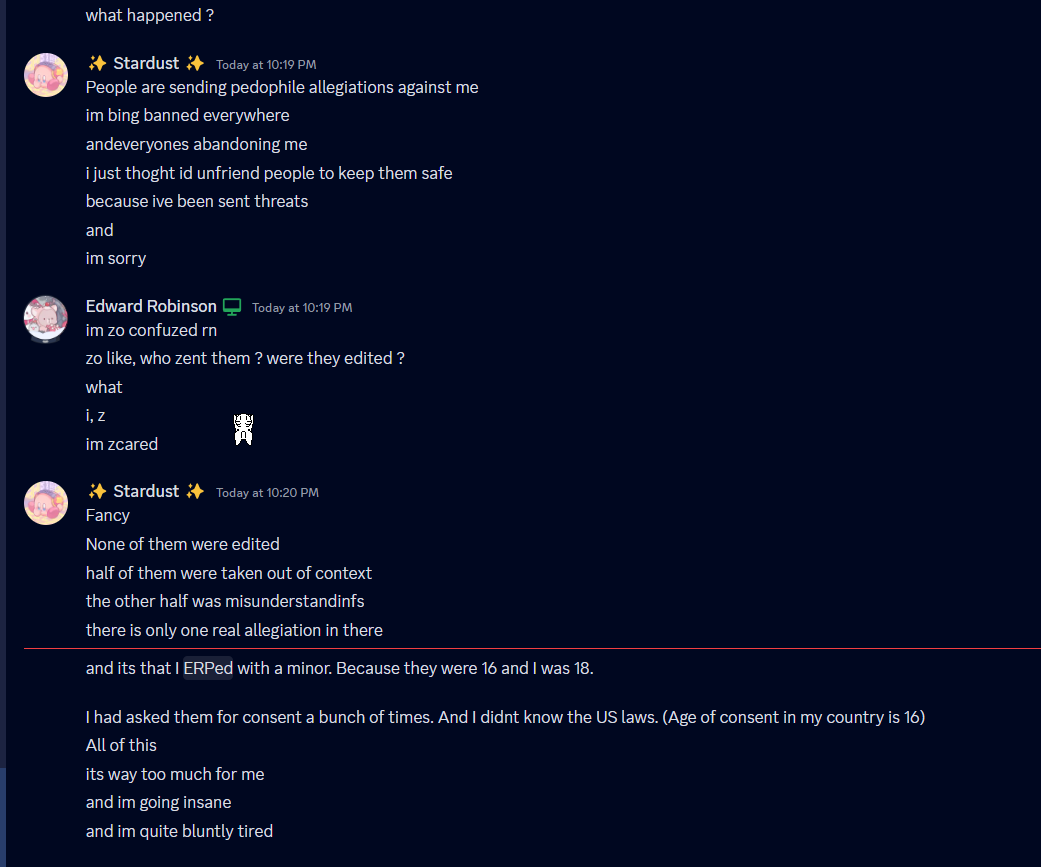 what happened ?
✨ Stardust ✨ Today at 10:19 PM
People are sending pedophile allegiations against me
im bing banned everywhere
andeveryones abandoning me
i just thoght id unfriend people to keep them safe
because ive been sent threats
and
im sorry
Edward Robinson Today at 10:19 PM
im zo confuzed rn
zo like, who zent them ? were they edited ?
what
i, z
im zcared
✨ Stardust ✨ Today at 10:20 PM
Fancy
None of them were edited
half of them were taken out of context
the other half was misunderstandinfs
there is only one real allegiation in there
and its that I ERPed with a minor. Because they were 16 and I was 18.
I had asked them for consent a bunch of times. And I didnt know the US laws. (Age of consent in my country is 16)
All of this
its way too much for me
and im going insane
and im quite bluntly tired